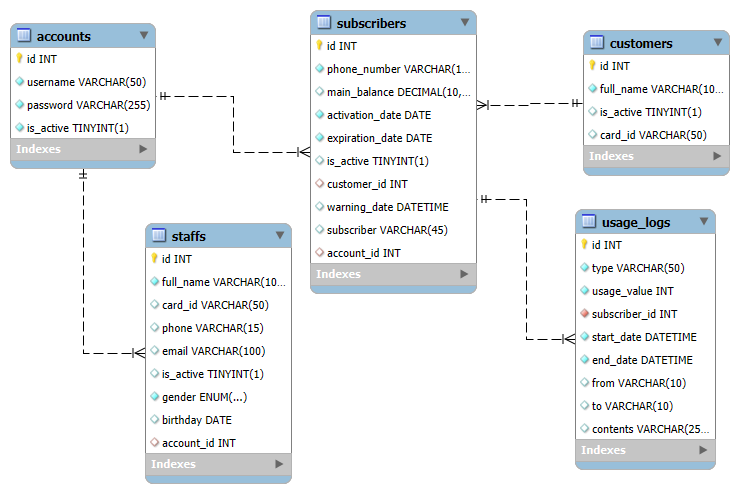 accounts
id INT
username VARCHAR(50)
password VARCHAR(255)
is_active TINYINT(1)
Indexes
subscribers
id INT
phone_number VARCHAR(1...
main_balance DECIMAL(10,...
activation_date DATE
expiration_date DATE
is_active TINYINT(1)
customer_id INT
warning_date DATETIME
subscriber VARCHAR(45)
account_id INT
Indexes
customers
id INT
full_name VARCHAR(10...
is_active TINYINT(1)
card_id VARCHAR(50)
Indexes
staffs
id INT
full_name VARCHAR(10...
card_id VARCHAR(50)
phone VARCHAR(15)
email VARCHAR(100)
is_active TINYINT(1)
gender ENUM(...)
birthday DATE
account_id INT
Indexes
usage_logs
id INT
type VARCHAR(50)
usage_value INT
subscriber_id INT
start_date DATETIME
end_date DATETIME
from VARCHAR(10)
to VARCHAR(10)
contents VARCHAR(25...
Indexes